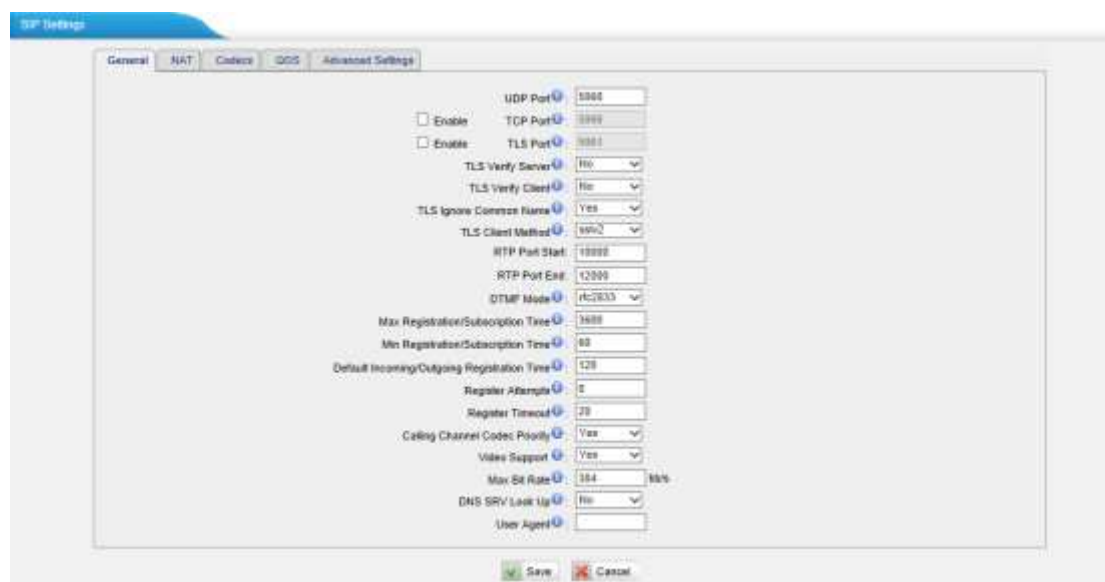 SIP Settings
General NAT Codecs QOS Advanced Settings
UDP Port: 5060
Enable TCP Port:
Enable TLS Port:
TLS Verify Server: No
TLS Verify Client: No
TLS Ignore Common Name: Yes
TLS Client Method: sslv2
RTP Port Start: 10000
RTP Port End: 12000
DTMF Mode: rfc2833
Max Registration/Subscription Time: 3600
Min Registration/Subscription Time: 60
Default Incoming/Outgoing Registration Time: 120
Register Attempts:
Register Timeout: 20
Calling Channel Codec Priority: Yes
Video Support: Yes
Max Bit Rate: 384 kb/s
DNS SRV Look Up: No
User Agent:
Save Cancel